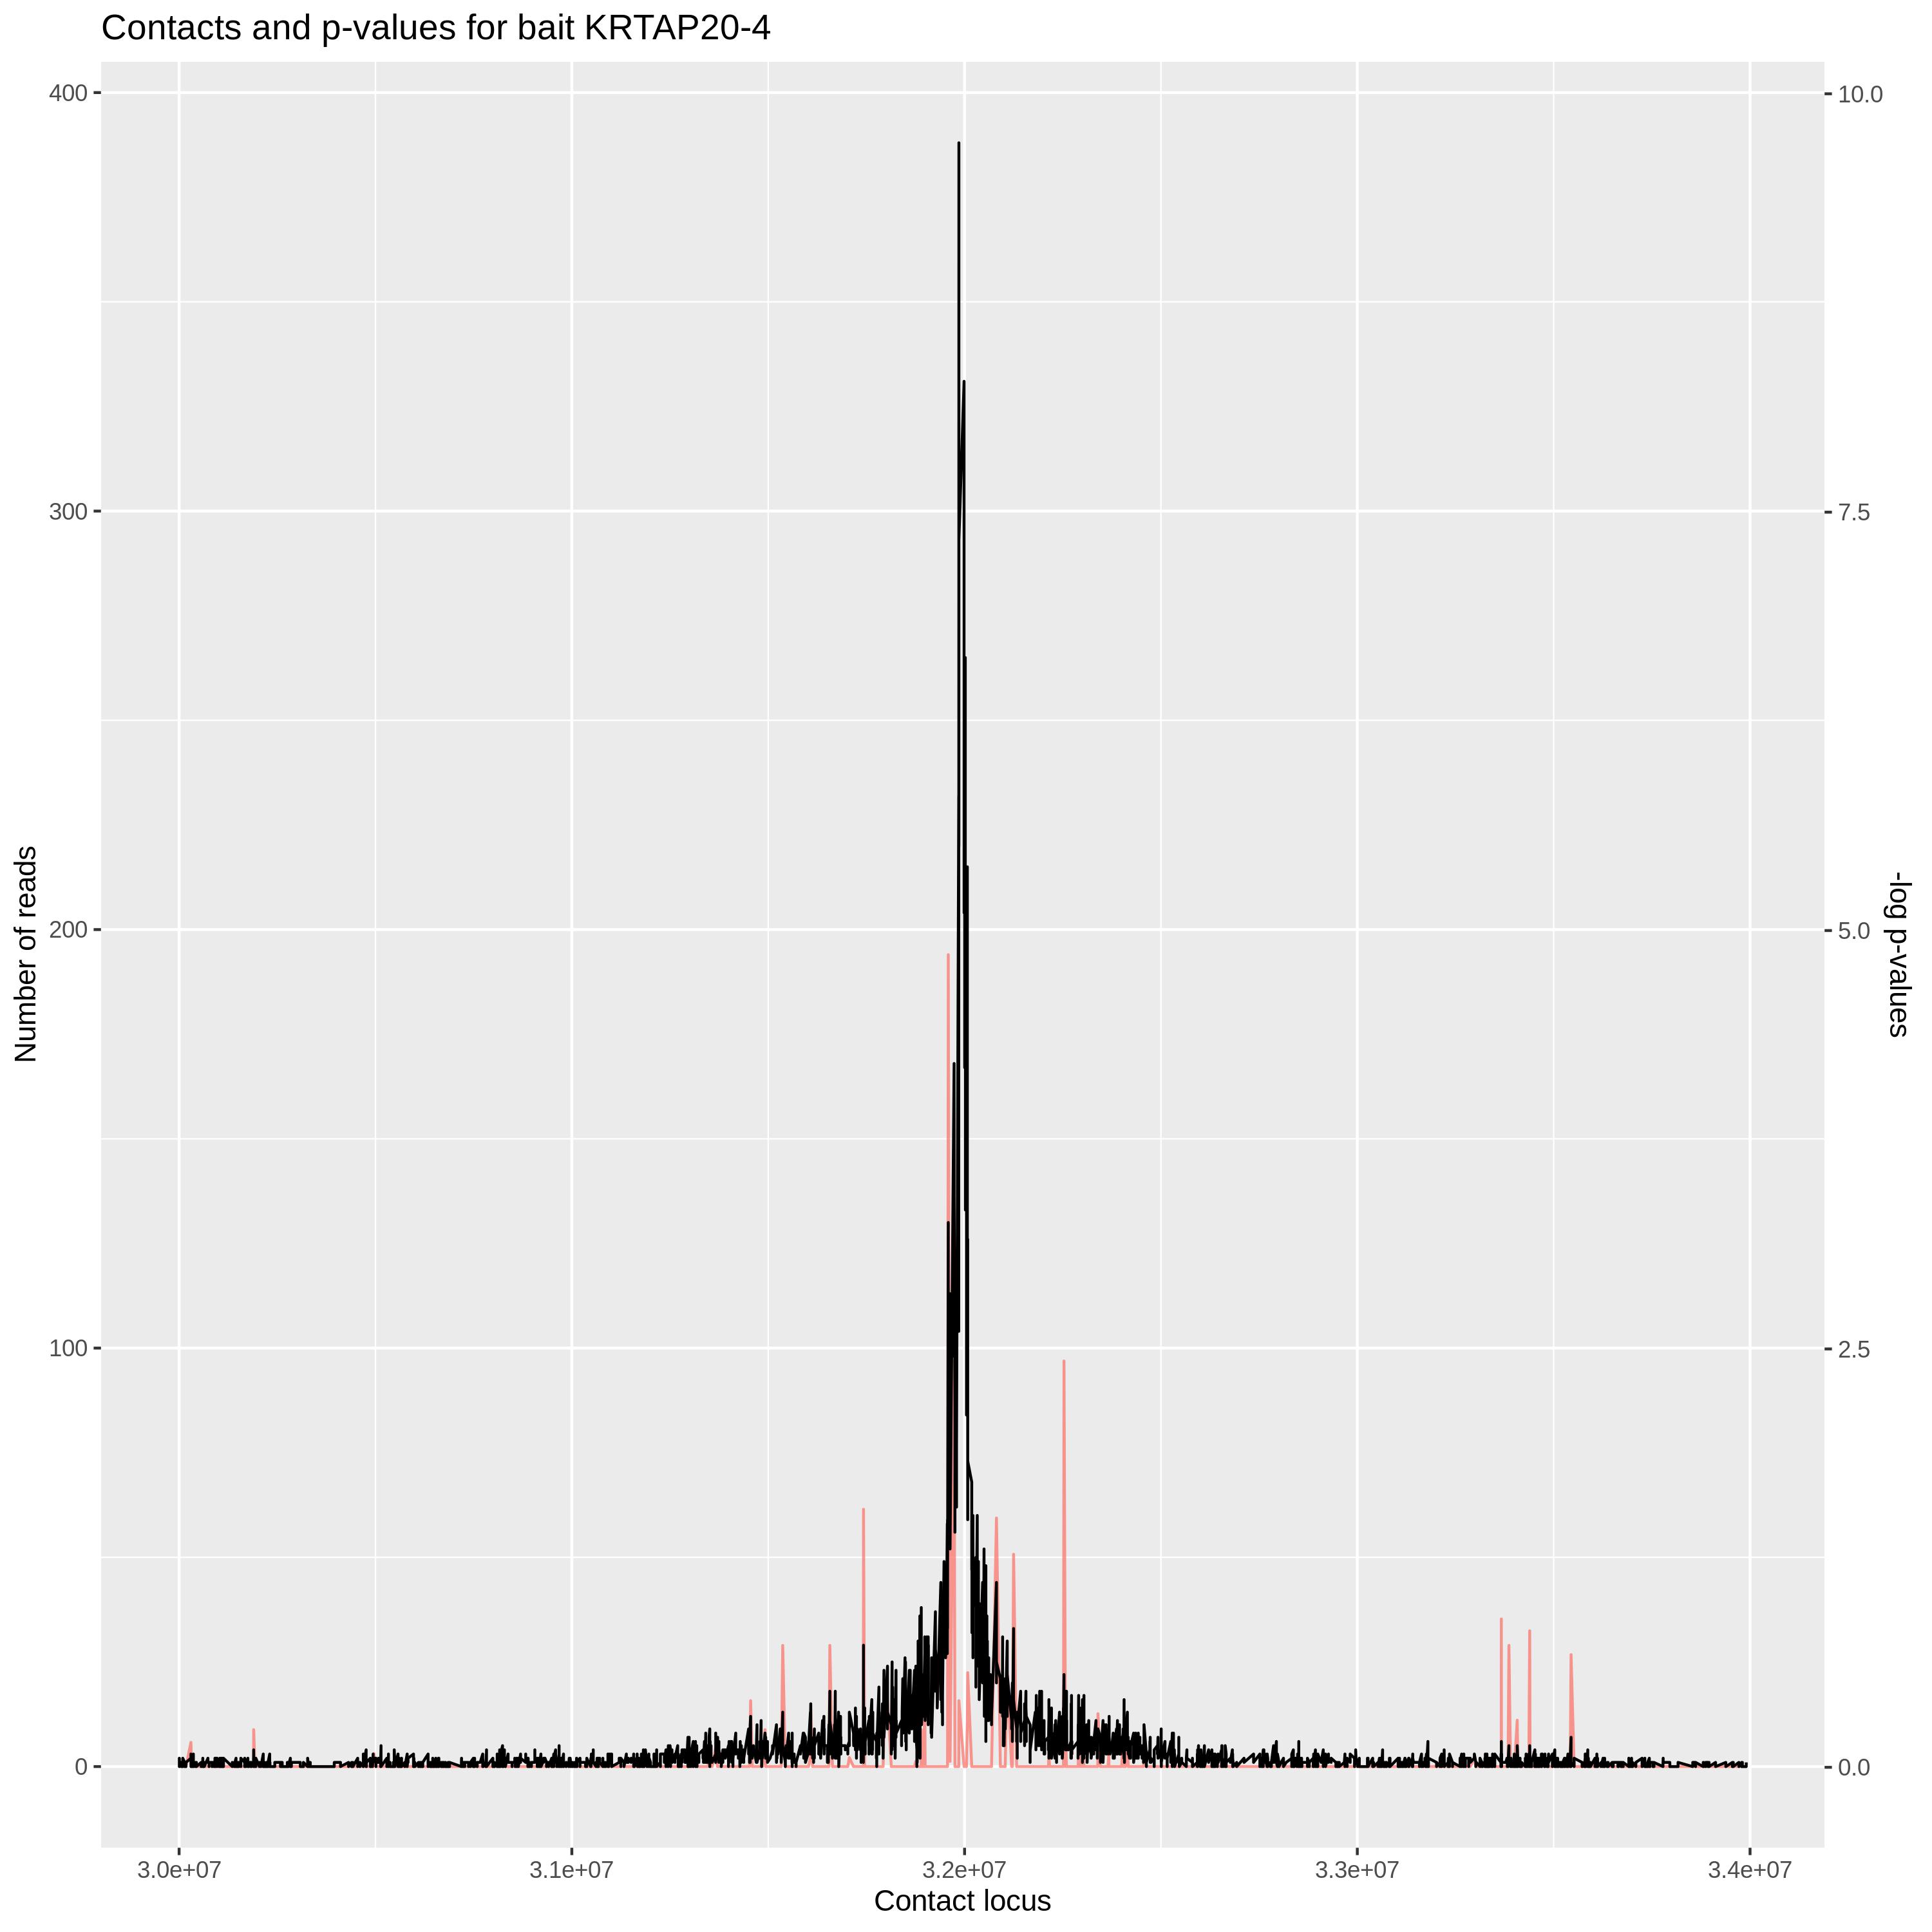 Contacts and p-values for bait KRTAP20-4
400
300
200
100
0
Number of reads
10.0
7.5
5.0
2.5
0.0
-log p-values
3.0e+07
3.1e+07
3.2e+07
3.3e+07
3.4e+07
Contact locus